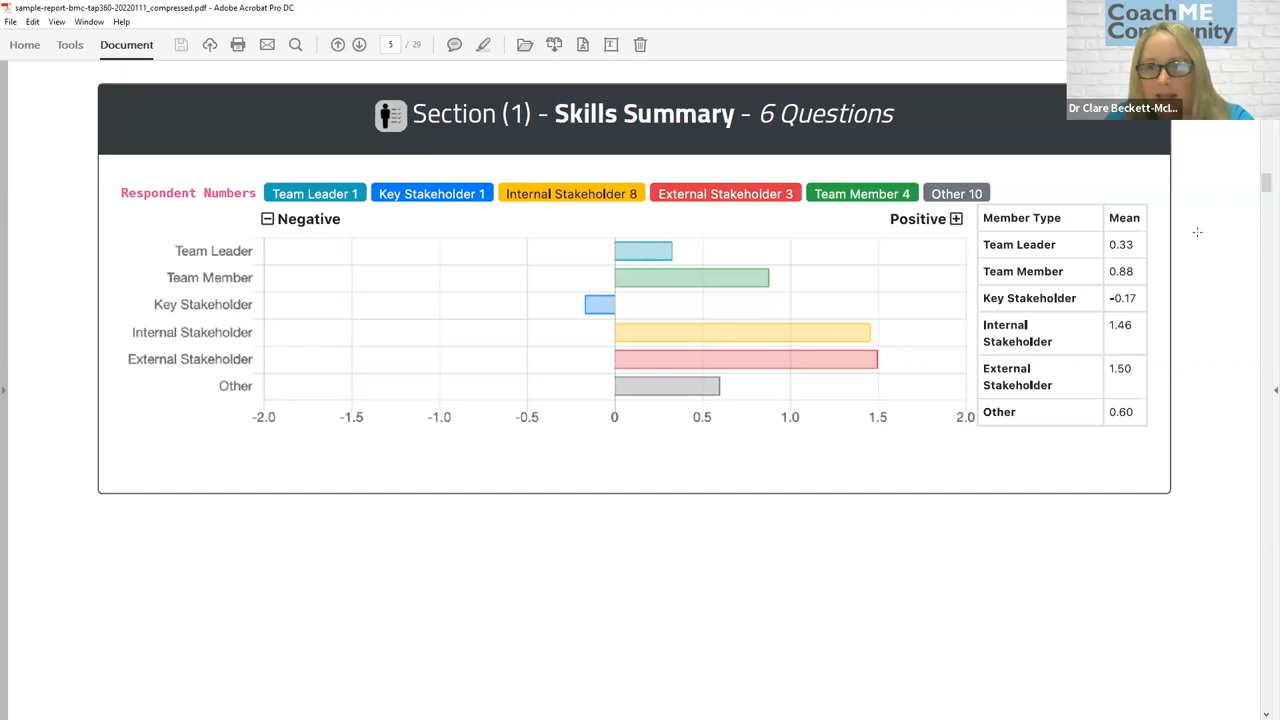 sample-report-bmc-tap360-20220111_compressed.pdf - Adobe Acrobat Pro DC
File Edit View Window Help
Home Tools Document 5 / 29
CoachME
Community
Dr Clare Beckett-McI...
Section (1) - Skills Summary - 6 Questions
Respondent Numbers Team Leader 1 Key Stakeholder 1 Internal Stakeholder 8 External Stakeholder 3 Team Member 4 Other 10
Negative Positive
Team Leader
Team Member
Key Stakeholder
Internal Stakeholder
External Stakeholder
Other
-2.0 -1.5 -1.0 -0.5 0 0.5 1.0 1.5 2.0
Member Type Mean
Team Leader 0.33
Team Member 0.88
Key Stakeholder -0.17
Internal 1.46
Stakeholder
External 1.50
Stakeholder
Other 0.60